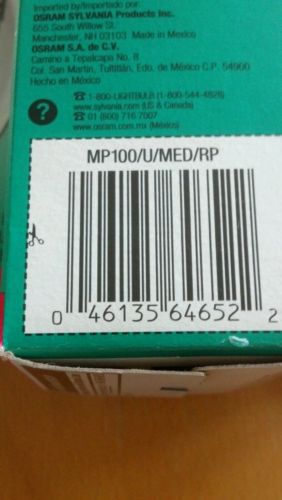 Imported by/Importado por:
OSRAM SYLVANIA Products Inc.
655 South Willow St.
Manchester, NH 03103 Made in Mexico
OSRAM S.A. de C.V.
Camino a Tepalcapa No. 8
Col. San Martín, Tultitlán, Edo. de México C.P. 54900
Hecho en México
☎ 1-800-LIGHTBULB (1-800-544-4828)
www.sylvania.com (US & Canada)
☎ 01 (800) 716 7007
www.osram.com.mx (México)
?
MP100/U/MED/RP
0 46135 64652 2